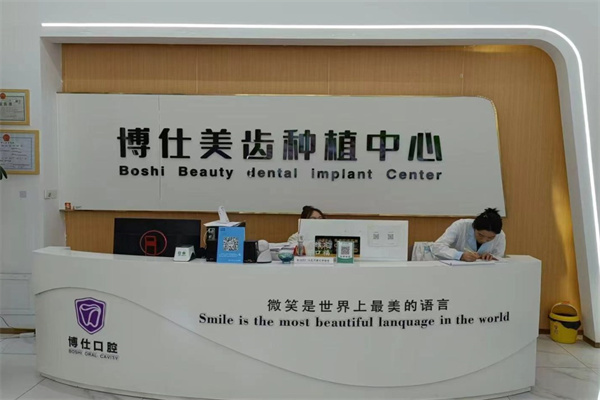 博仕美齿种植中心
Boshi Beauty dental implant Center
微笑是世界上最美的语言
Smile is the most beautiful lanquage in the world
博仕口腔
BOSHI ORAL CAVITY